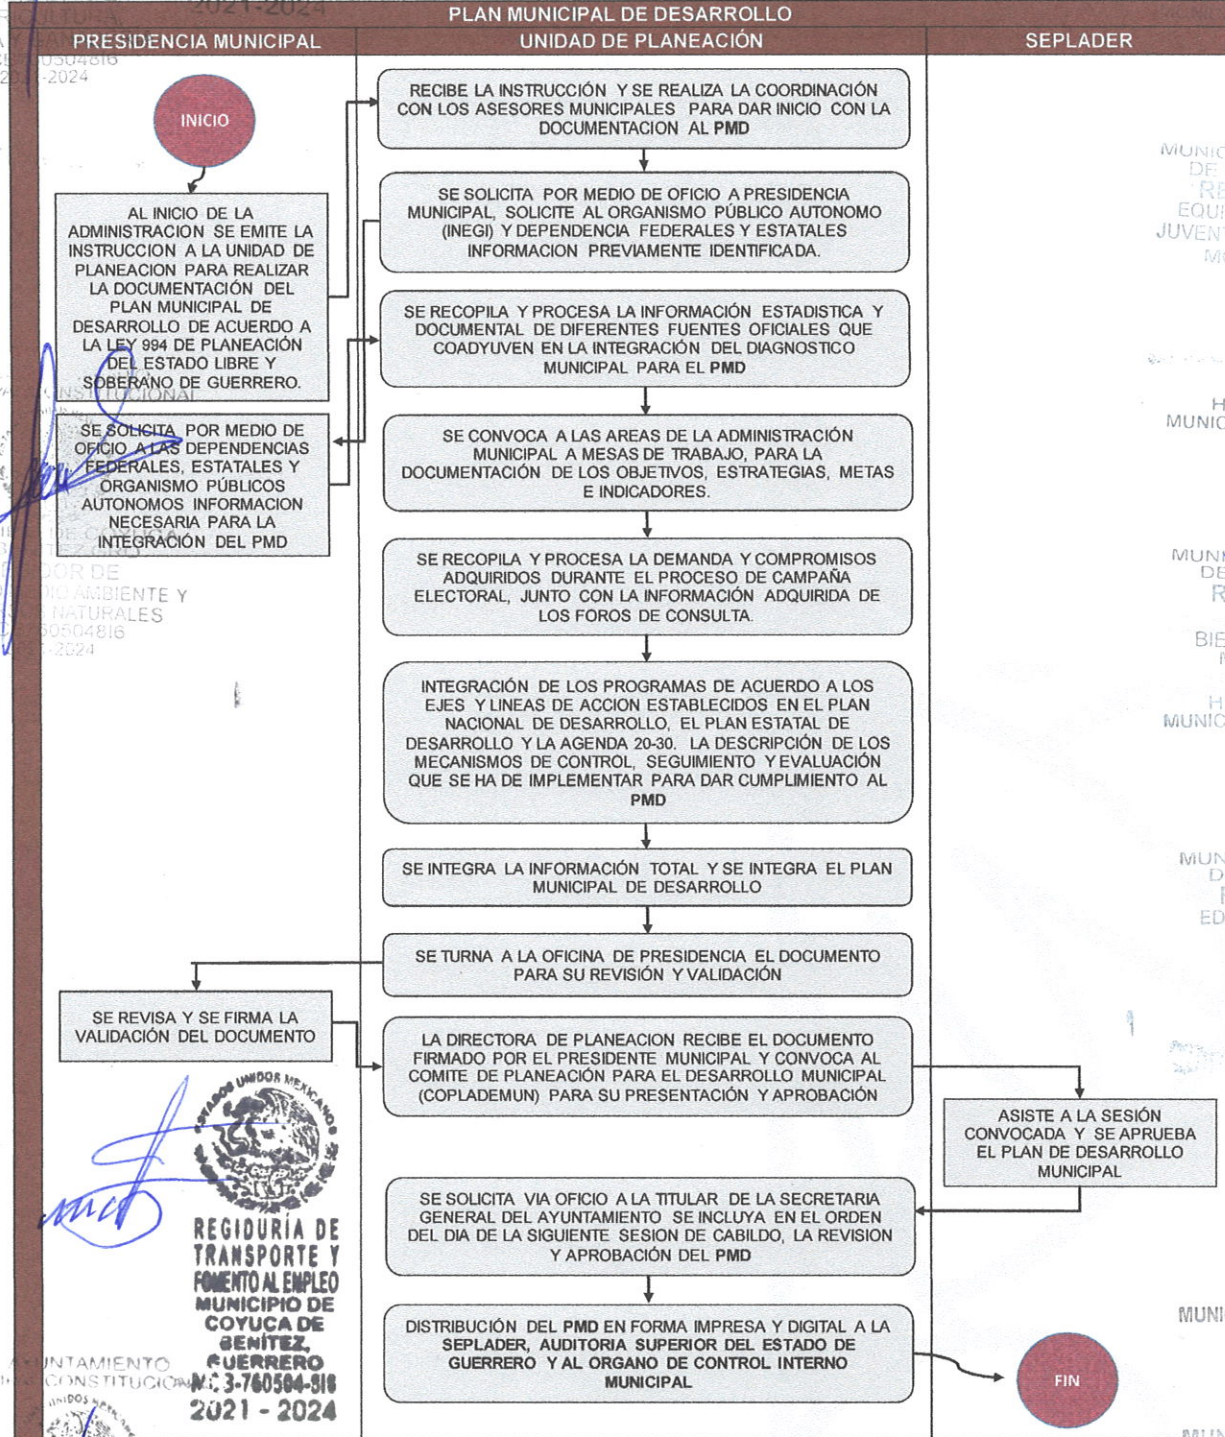 2021-2024
PLAN MUNICIPAL DE DESARROLLO
PRESIDENCIA MUNICIPAL
UNIDAD DE PLANEACIÓN
SEPLADER
-2024
INICIO
AL INICIO DE LA
ADMINISTRACION SE EMITE LA
INSTRUCCION A LA UNIDAD DE
PLANEACION PARA REALIZAR
LA DOCUMENTACIÓN DEL
PLAN MUNICIPAL DE
DESARROLLO DE ACUERDO A
LA LEY 994 DE PLANEACIÓN
DEL ESTADO LIBRE Y
SOBERANO DE GUERRERO.
RECIBE LA INSTRUCCIÓN Y SE REALIZA LA COORDINACIÓN
CON LOS ASESORES MUNICIPALES PARA DAR INICIO CON LA
DOCUMENTACION AL PMD
SE SOLICITA POR MEDIO DE OFICIO A PRESIDENCIA
MUNICIPAL, SOLICITE AL ORGANISMO PÚBLICO AUTONOMO
(INEGI) Y DEPENDENCIA FEDERALES Y ESTATALES
INFORMACION PREVIAMENTE IDENTIFICADA.
SE SOLICITA POR MEDIO DE
OFICIO A LAS DEPENDENCIAS
FEDERALES, ESTATALES Y
ORGANISMO PÚBLICOS
AUTONOMOS INFORMACION
NECESARIA PARA LA
INTEGRACIÓN DEL PMD
SE RECOPILA Y PROCESA LA INFORMACIÓN ESTADISTICA Y
DOCUMENTAL DE DIFERENTES FUENTES OFICIALES QUE
COADYUVEN EN LA INTEGRACIÓN DEL DIAGNOSTICO
MUNICIPAL PARA EL PMD
SE CONVOCA A LAS AREAS DE LA ADMINISTRACIÓN
MUNICIPAL A MESAS DE TRABAJO, PARA LA
DOCUMENTACIÓN DE LOS OBJETIVOS, ESTRATEGIAS, METAS
E INDICADORES.
SE RECOPILA Y PROCESA LA DEMANDA Y COMPROMISOS
ADQUIRIDOS DURANTE EL PROCESO DE CAMPAÑA
ELECTORAL, JUNTO CON LA INFORMACIÓN ADQUIRIDA DE
LOS FOROS DE CONSULTA.
INTEGRACIÓN DE LOS PROGRAMAS DE ACUERDO A LOS
EJES Y LINEAS DE ACCION ESTABLECIDOS EN EL PLAN
NACIONAL DE DESARROLLO, EL PLAN ESTATAL DE
DESARROLLO Y LA AGENDA 20-30. LA DESCRIPCIÓN DE LOS
MECANISMOS DE CONTROL, SEGUIMIENTO Y EVALUACIÓN
QUE SE HA DE IMPLEMENTAR PARA DAR CUMPLIMIENTO AL
PMD
SE INTEGRA LA INFORMACIÓN TOTAL Y SE INTEGRA EL PLAN
MUNICIPAL DE DESARROLLO
SE TURNA A LA OFICINA DE PRESIDENCIA EL DOCUMENTO
PARA SU REVISIÓN Y VALIDACIÓN
SE REVISA Y SE FIRMA LA
VALIDACIÓN DEL DOCUMENTO
LA DIRECTORA DE PLANEACION RECIBE EL DOCUMENTO
FIRMADO POR EL PRESIDENTE MUNICIPAL Y CONVOCA AL
COMITE DE PLANEACIÓN PARA EL DESARROLLO MUNICIPAL
(COPLADEMUN) PARA SU PRESENTACIÓN Y APROBACIÓN
ASISTE A LA SESIÓN
CONVOCADA Y SE APRUEBA
EL PLAN DE DESARROLLO
MUNICIPAL
SE SOLICITA VIA OFICIO A LA TITULAR DE LA SECRETARIA
GENERAL DEL AYUNTAMIENTO SE INCLUYA EN EL ORDEN
DEL DIA DE LA SIGUIENTE SESION DE CABILDO, LA REVISION
Y APROBACIÓN DEL PMD
DISTRIBUCIÓN DEL PMD EN FORMA IMPRESA Y DIGITAL A LA
SEPLADER, AUDITORIA SUPERIOR DEL ESTADO DE
GUERRERO Y AL ORGANO DE CONTROL INTERNO
MUNICIPAL
FIN
DE COYUCA
AMBIENTE Y
NATURALES
-2024
ESTADOS UNIDOS MEXICANOS
REGIDURÍA DE
TRANSPORTE Y
FOMENTO AL EMPLEO
MUNICIPIO DE
COYUCA DE
BENÍTEZ,
GUERRERO
2021 - 2024
AYUNTAMIENTO
CONSTITUCIONAL